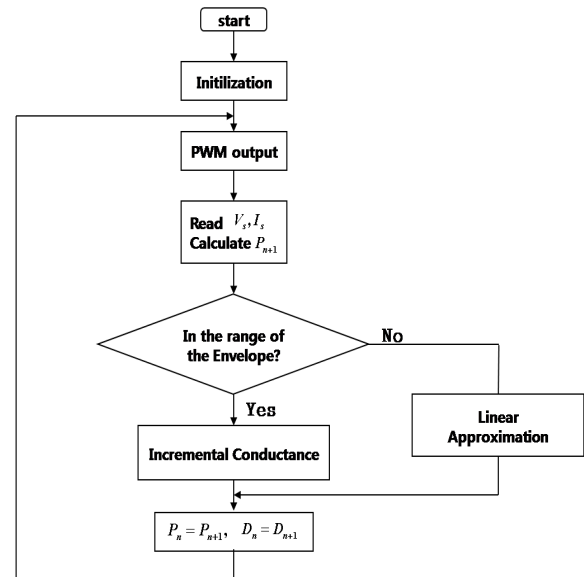 start
Initilization
PWM output
Read V_s, I_s
Calculate P_{n+1}
In the range of
the Envelope?
No
Yes
Linear
Approximation
Incremental Conductance
P_n = P_{n+1}, D_n = D_{n+1}